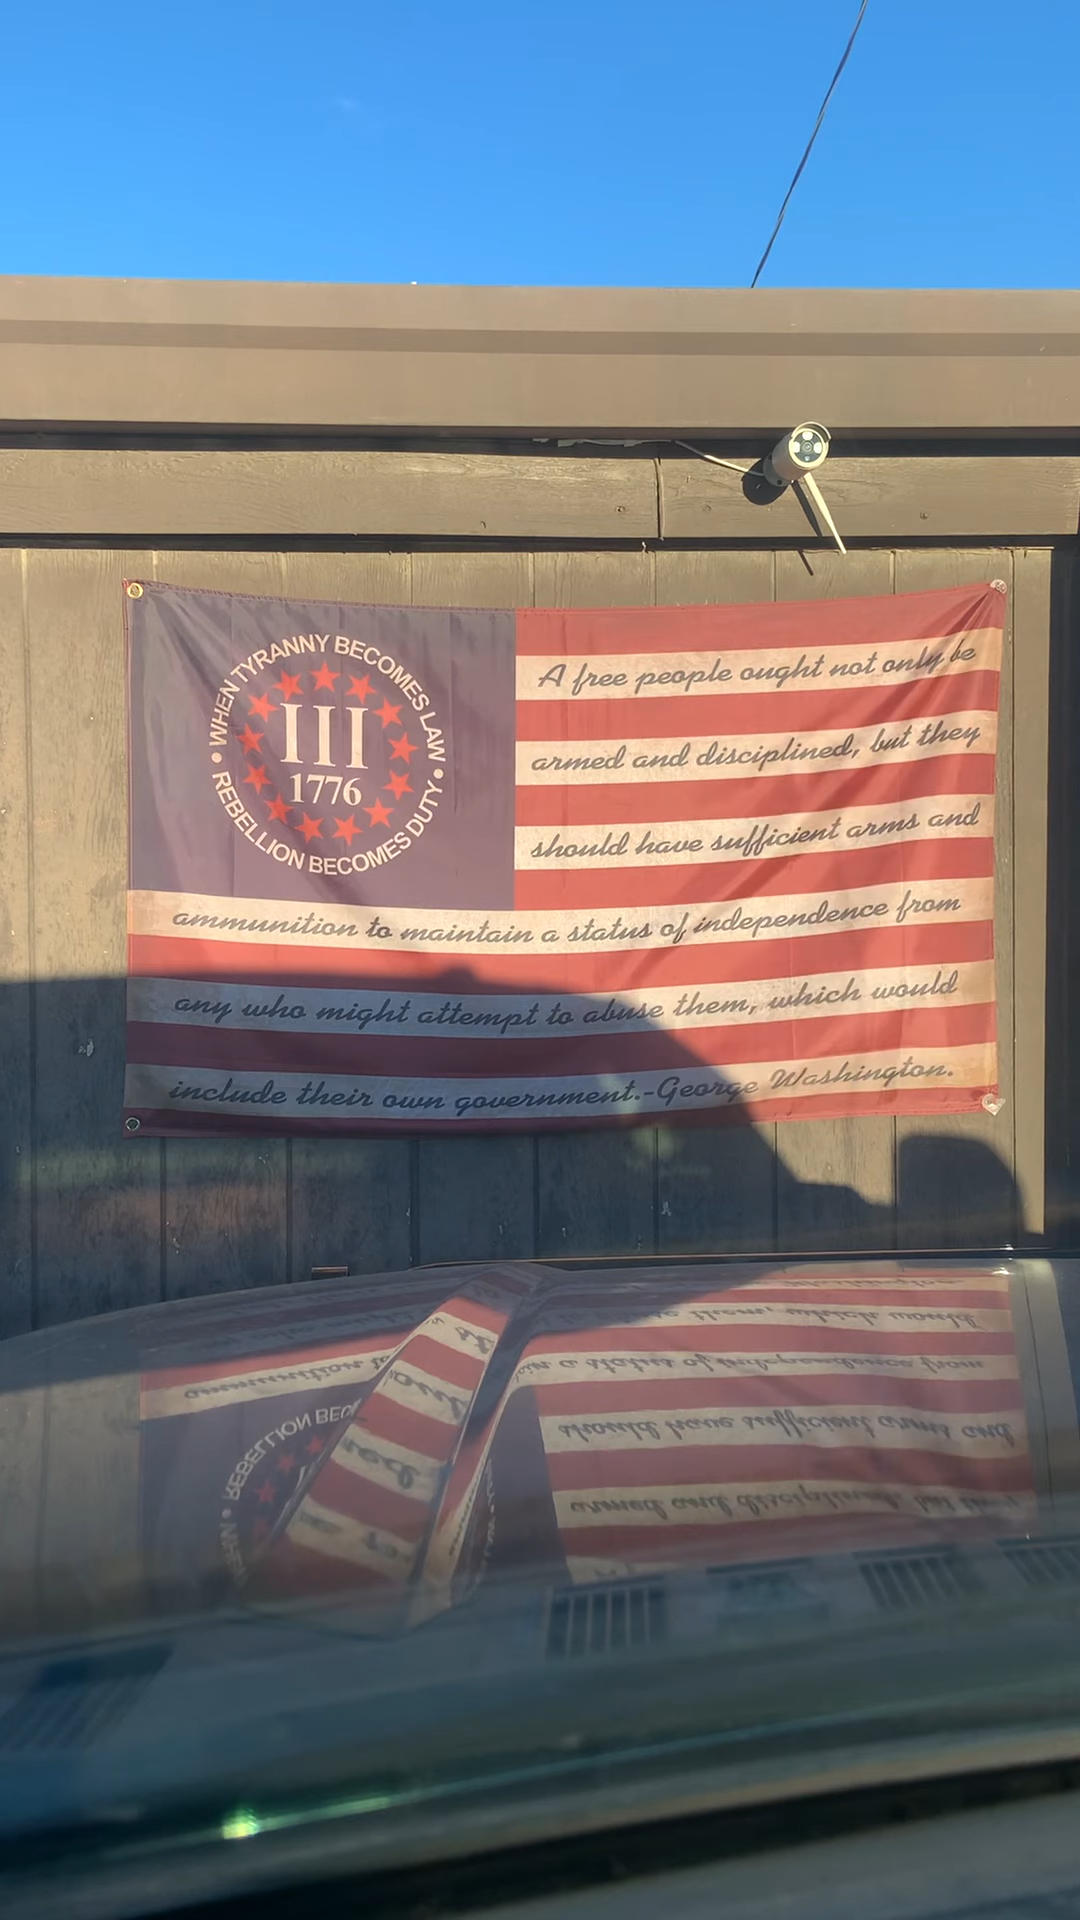 WHEN TYRANNY BECOMES LAW
III
1776
REBELLION BECOMES DUTY
A free people ought not only be
armed and disciplined, but they
should have sufficient arms and
ammunition to maintain a status of independence from
any who might attempt to abuse them, which would
include their own government.-George Washington.